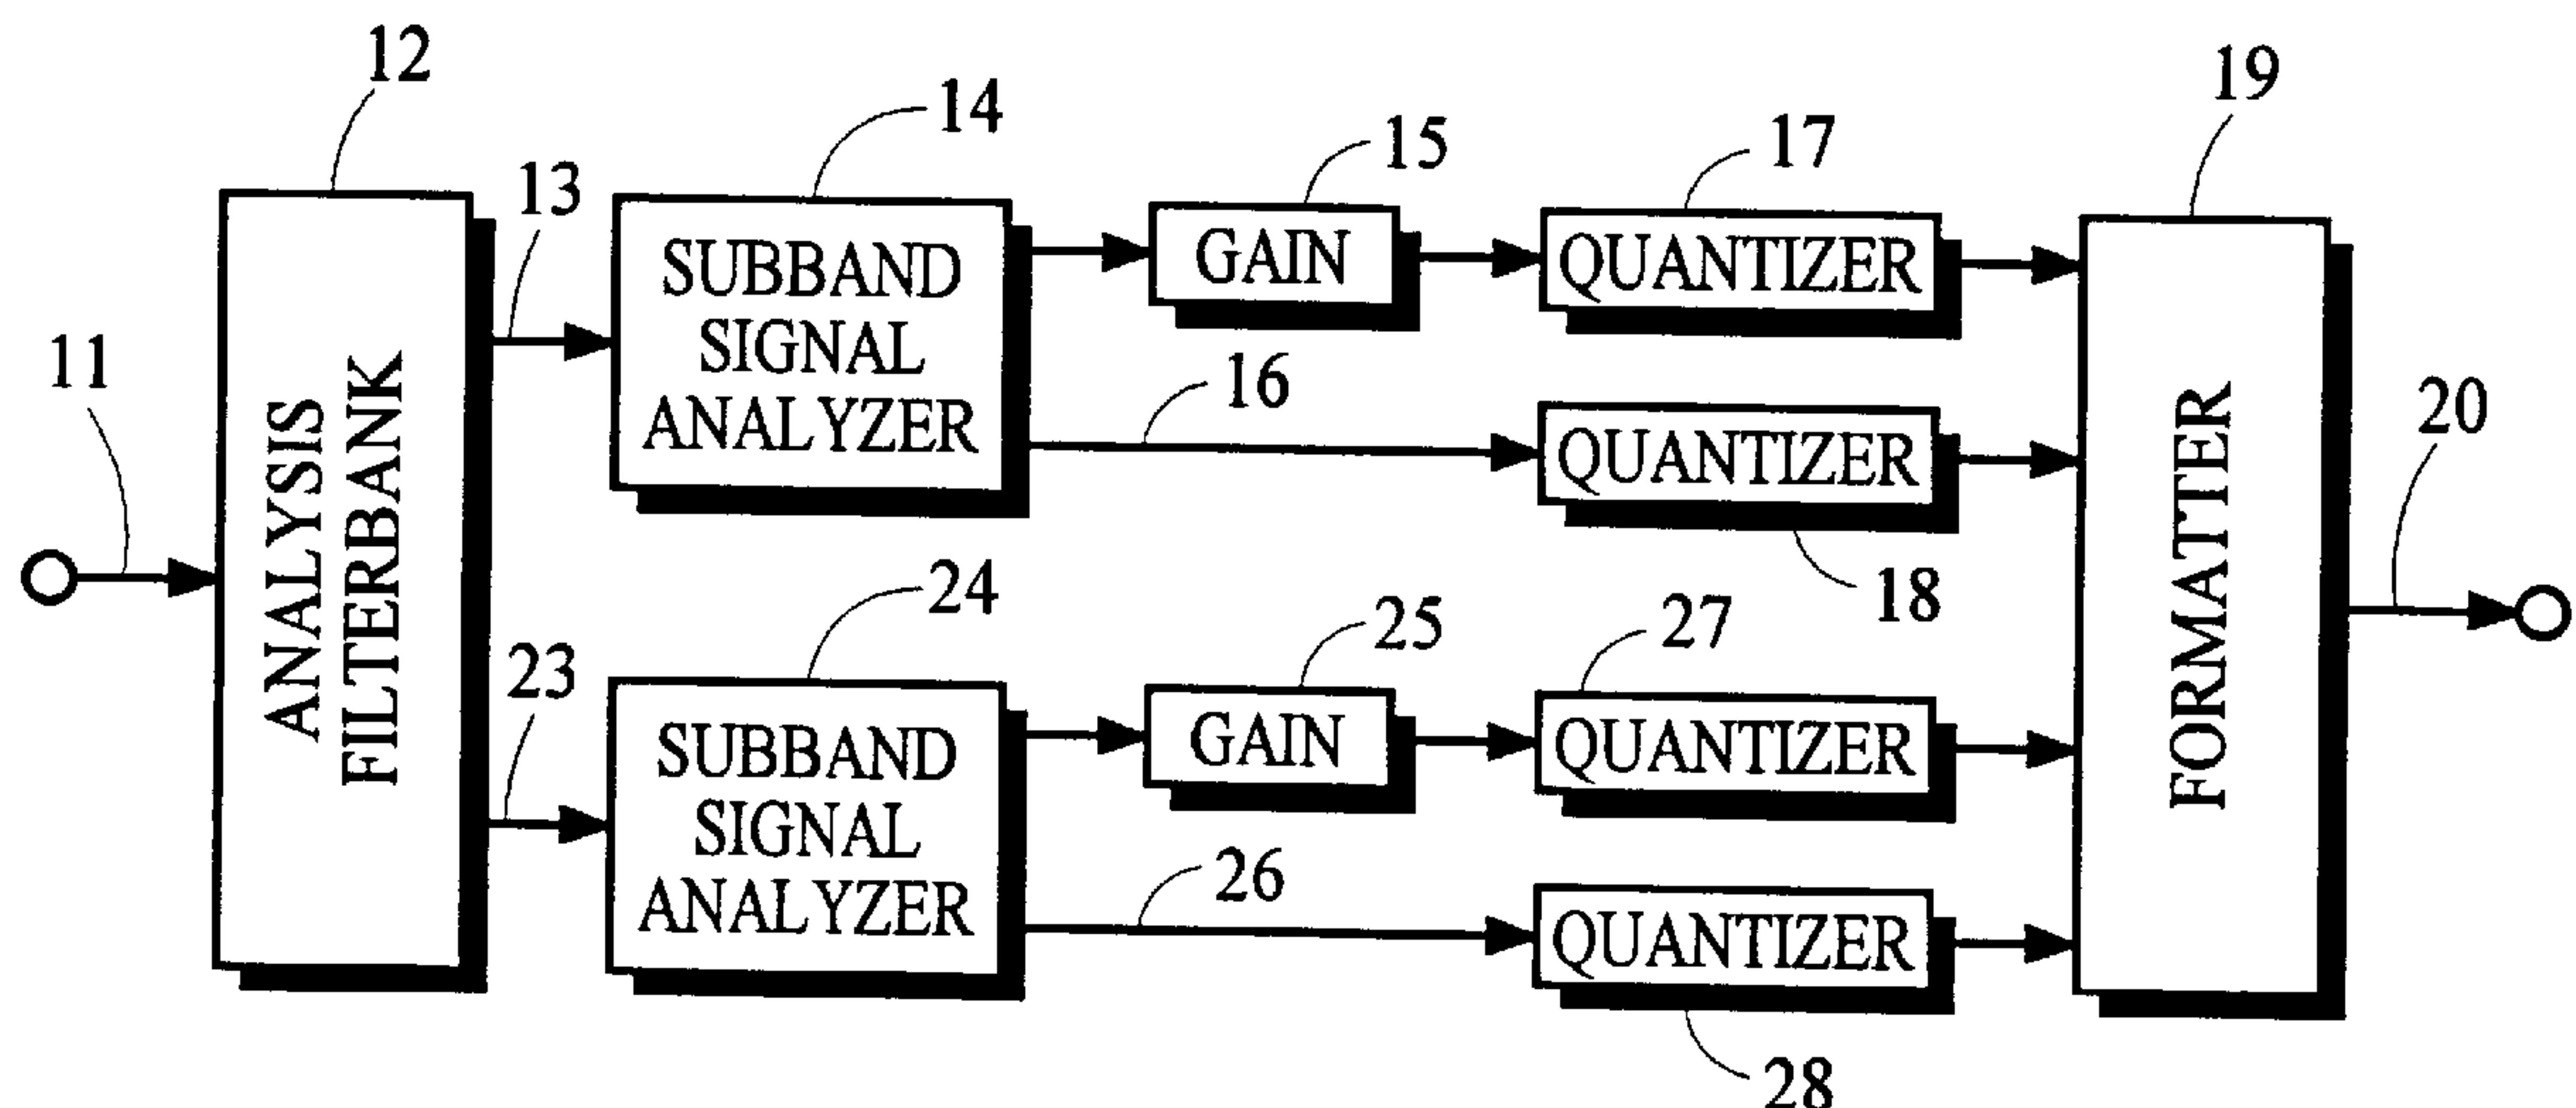 12
14
19
15
17
13
SUBBAND
SIGNAL
ANALYZER
GAIN
QUANTIZER
11
16
QUANTIZER
20
ANALYSIS
FILTERBANK
FORMATTER
18
24
25
27
23
SUBBAND
SIGNAL
ANALYZER
GAIN
QUANTIZER
26
QUANTIZER
28